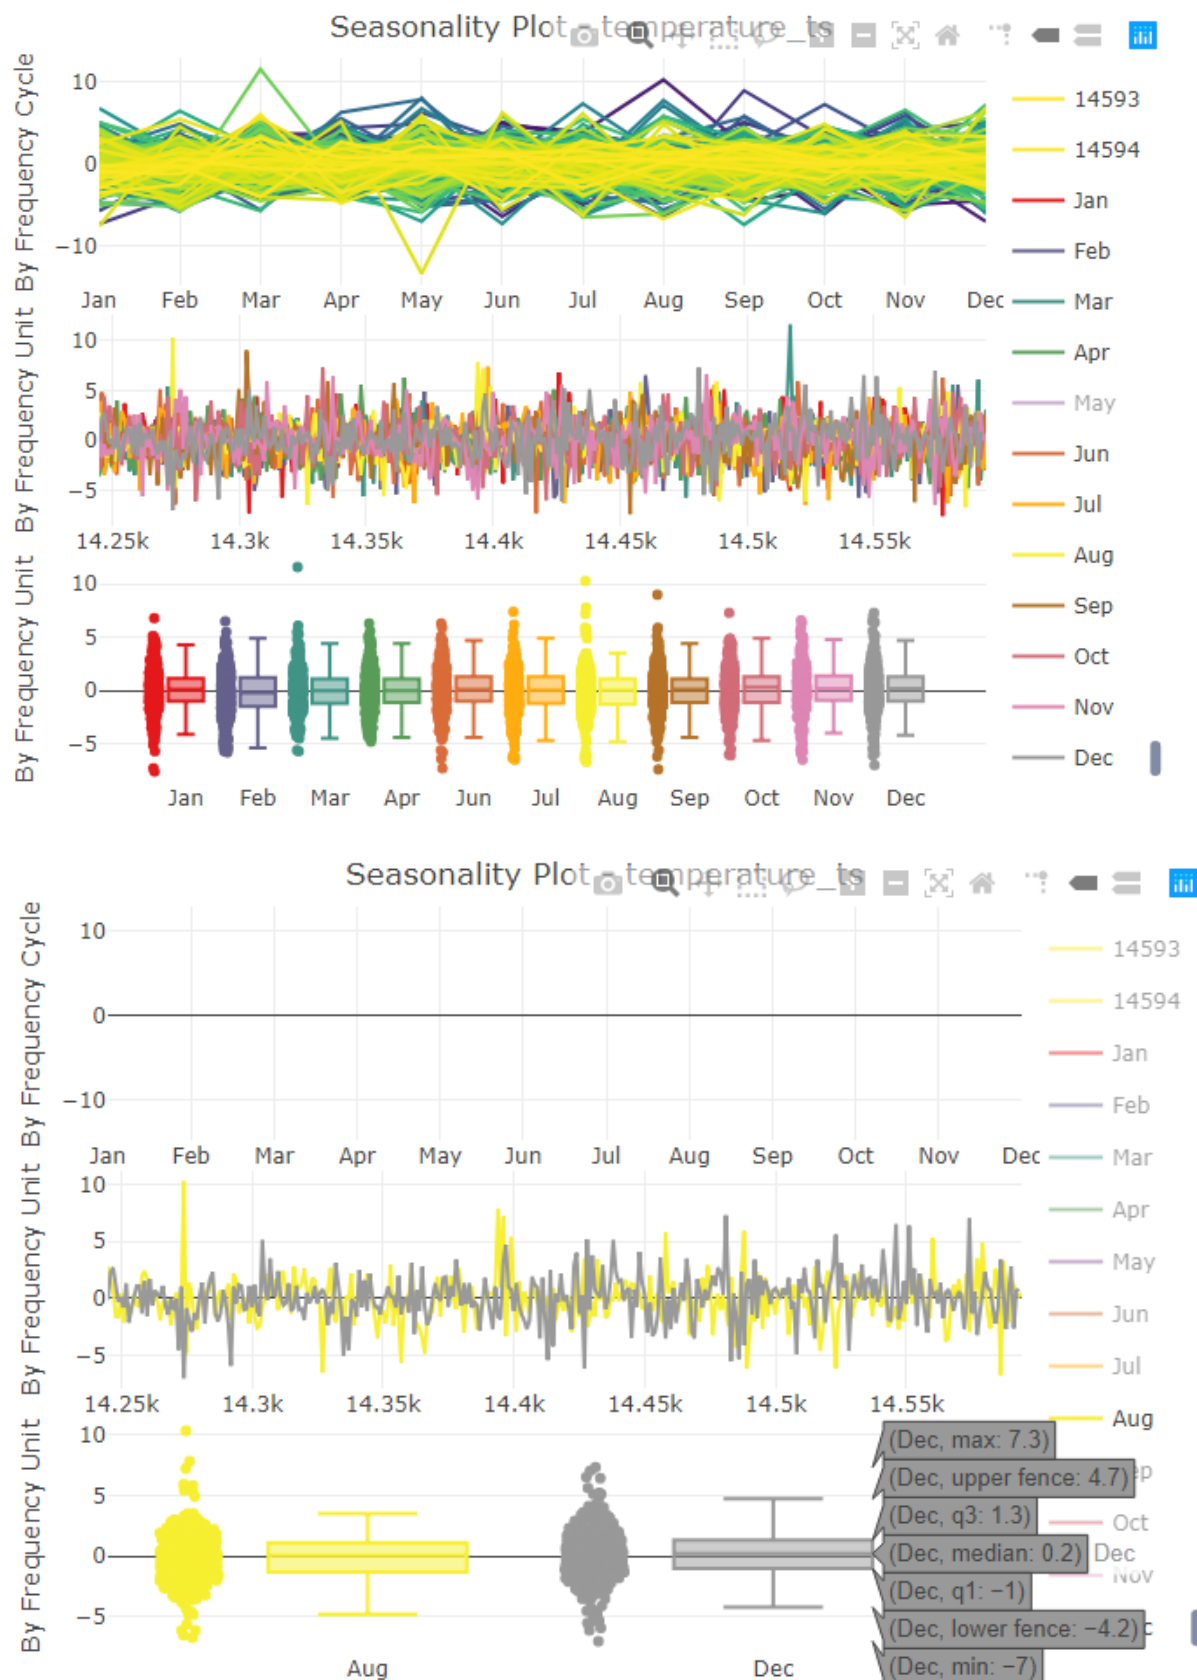 Seasonality Plot - temperature_ts
By Frequency Cycle
10
0
−10
Jan Feb Mar Apr May Jun Jul Aug Sep Oct Nov Dec
By Frequency Unit
10
5
0
−5
14.25k 14.3k 14.35k 14.4k 14.45k 14.5k 14.55k
By Frequency Unit
10
5
0
−5
Jan Feb Mar Apr Jun Jul Aug Sep Oct Nov Dec
14593
14594
Jan
Feb
Mar
Apr
May
Jun
Jul
Aug
Sep
Oct
Nov
Dec
Seasonality Plot - temperature_ts
By Frequency Cycle
10
0
−10
Jan Feb Mar Apr May Jun Jul Aug Sep Oct Nov Dec
By Frequency Unit
10
5
0
−5
14.25k 14.3k 14.35k 14.4k 14.45k 14.5k 14.55k
By Frequency Unit
10
5
0
−5
Aug Dec
(Dec, max: 7.3)
(Dec, upper fence: 4.7)
(Dec, q3: 1.3)
(Dec, median: 0.2) Dec
(Dec, q1: −1)
(Dec, lower fence: −4.2)
(Dec, min: −7)
14593
14594
Jan
Feb
Mar
Apr
May
Jun
Jul
Aug
ep
Oct
Nov
c